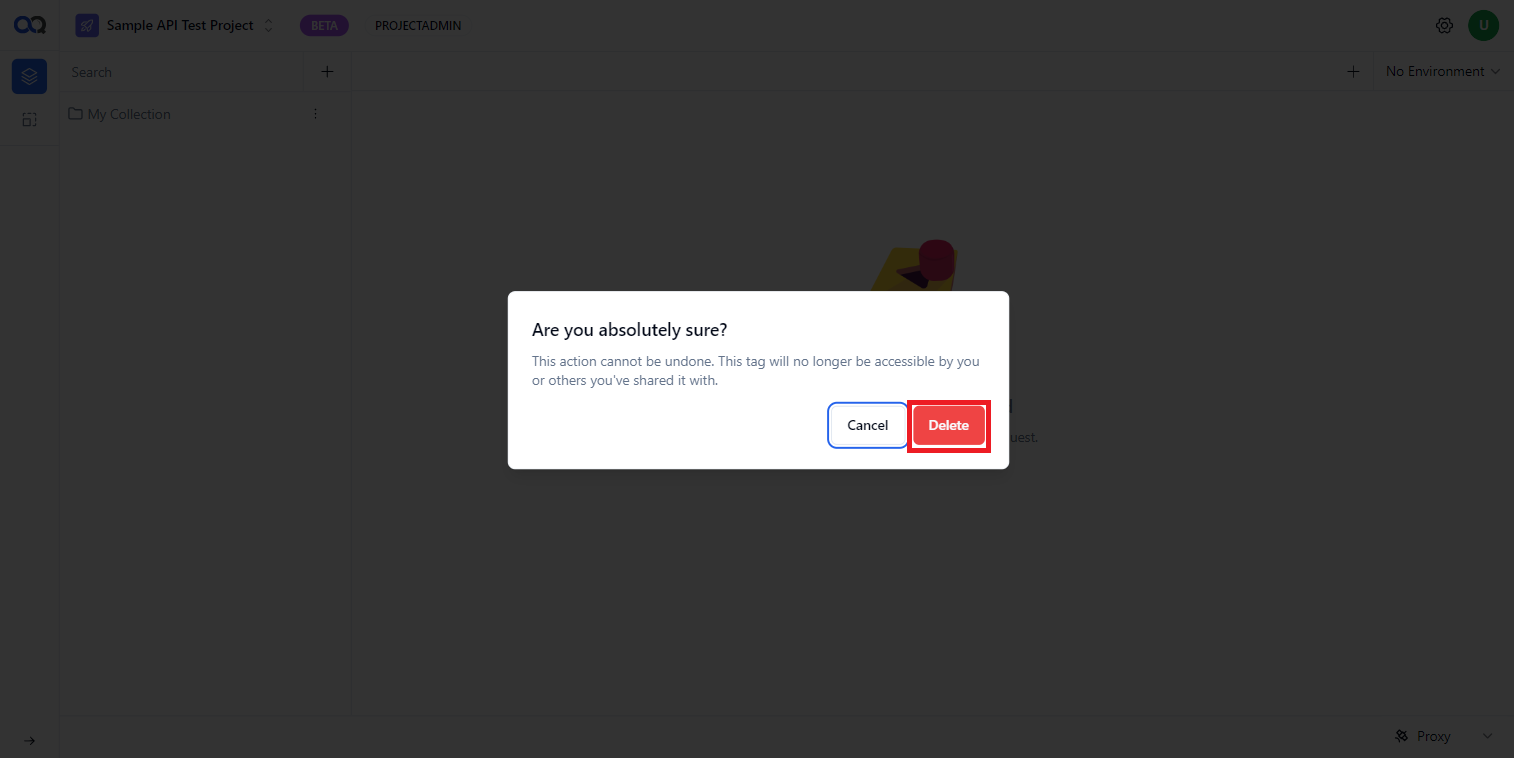 Sample API Test Project
BETA
PROJECTADMIN
U
Search
No Environment
My Collection
Are you absolutely sure?
This action cannot be undone. This tag will no longer be accessible by you
or others you've shared it with.
Cancel
Delete
uest.
Proxy